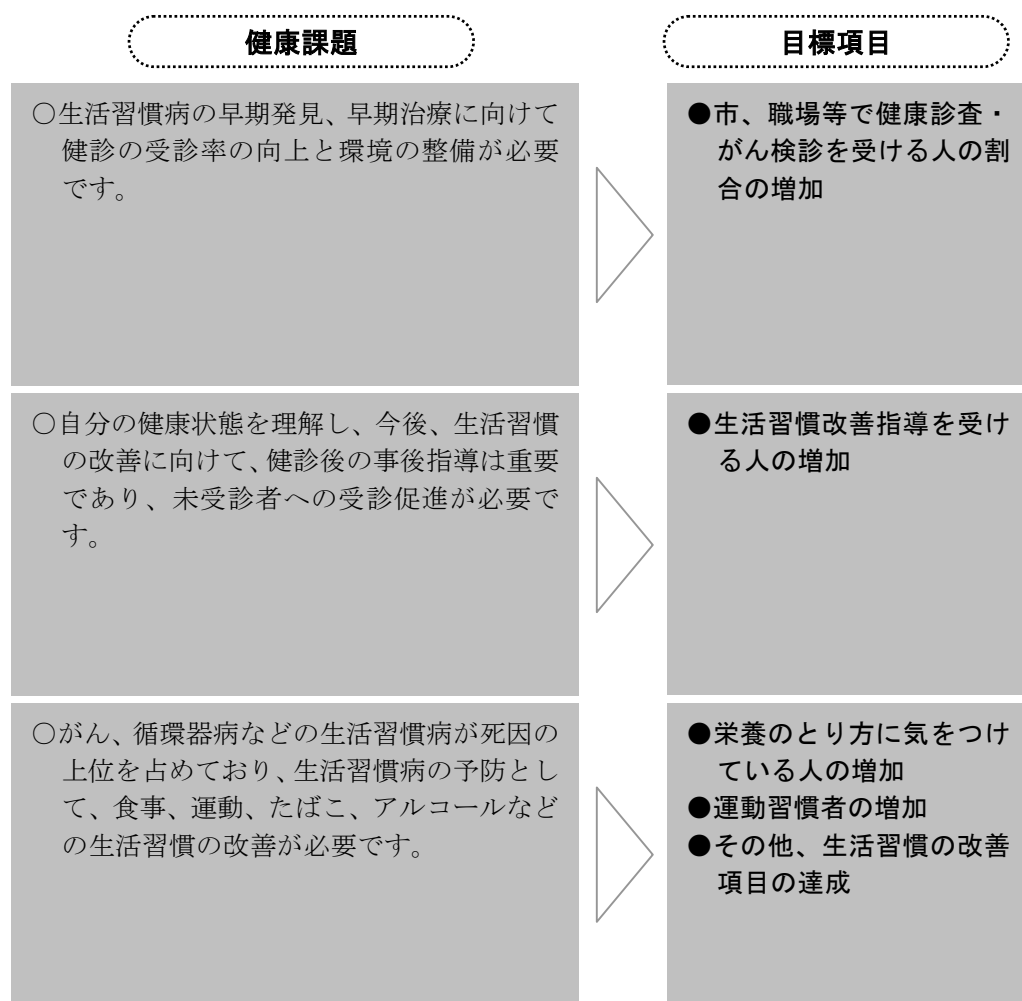 健康課題
目標項目
○生活習慣病の早期発見、早期治療に向けて
健診の受診率の向上と環境の整備が必要
です。
●市、職場等で健康診査・
がん検診を受ける人の割
合の増加
○自分の健康状態を理解し、今後、生活習慣
の改善に向けて、健診後の事後指導は重要
であり、未受診者への受診促進が必要で
す。
●生活習慣改善指導を受け
る人の増加
○がん、循環器病などの生活習慣病が死因の
上位を占めており、生活習慣病の予防とし
て、食事、運動、たばこ、アルコールなど
の生活習慣の改善が必要です。
●栄養のとり方に気をつけ
ている人の増加
●運動習慣者の増加
●その他、生活習慣の改善
項目の達成